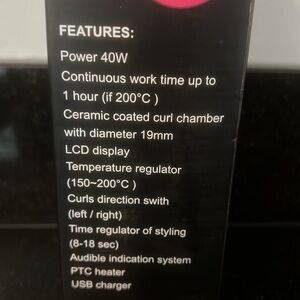 FEATURES:
Power 40W
Continuous work time up to
1 hour (if 200°C )
Ceramic coated curl chamber
with diameter 19mm
LCD display
Temperature regulator
(150~200°C )
Curls direction swith
(left / right)
Time regulator of styling
(8-18 sec)
Audible indication system
PTC heater
USB charger